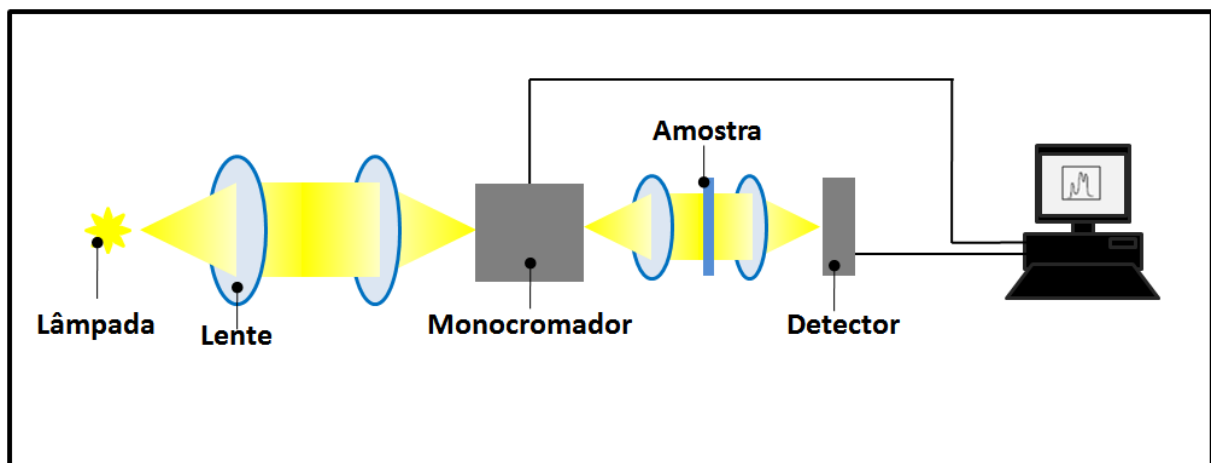 Amostra
Lâmpada
Lente
Monocromador
Detector